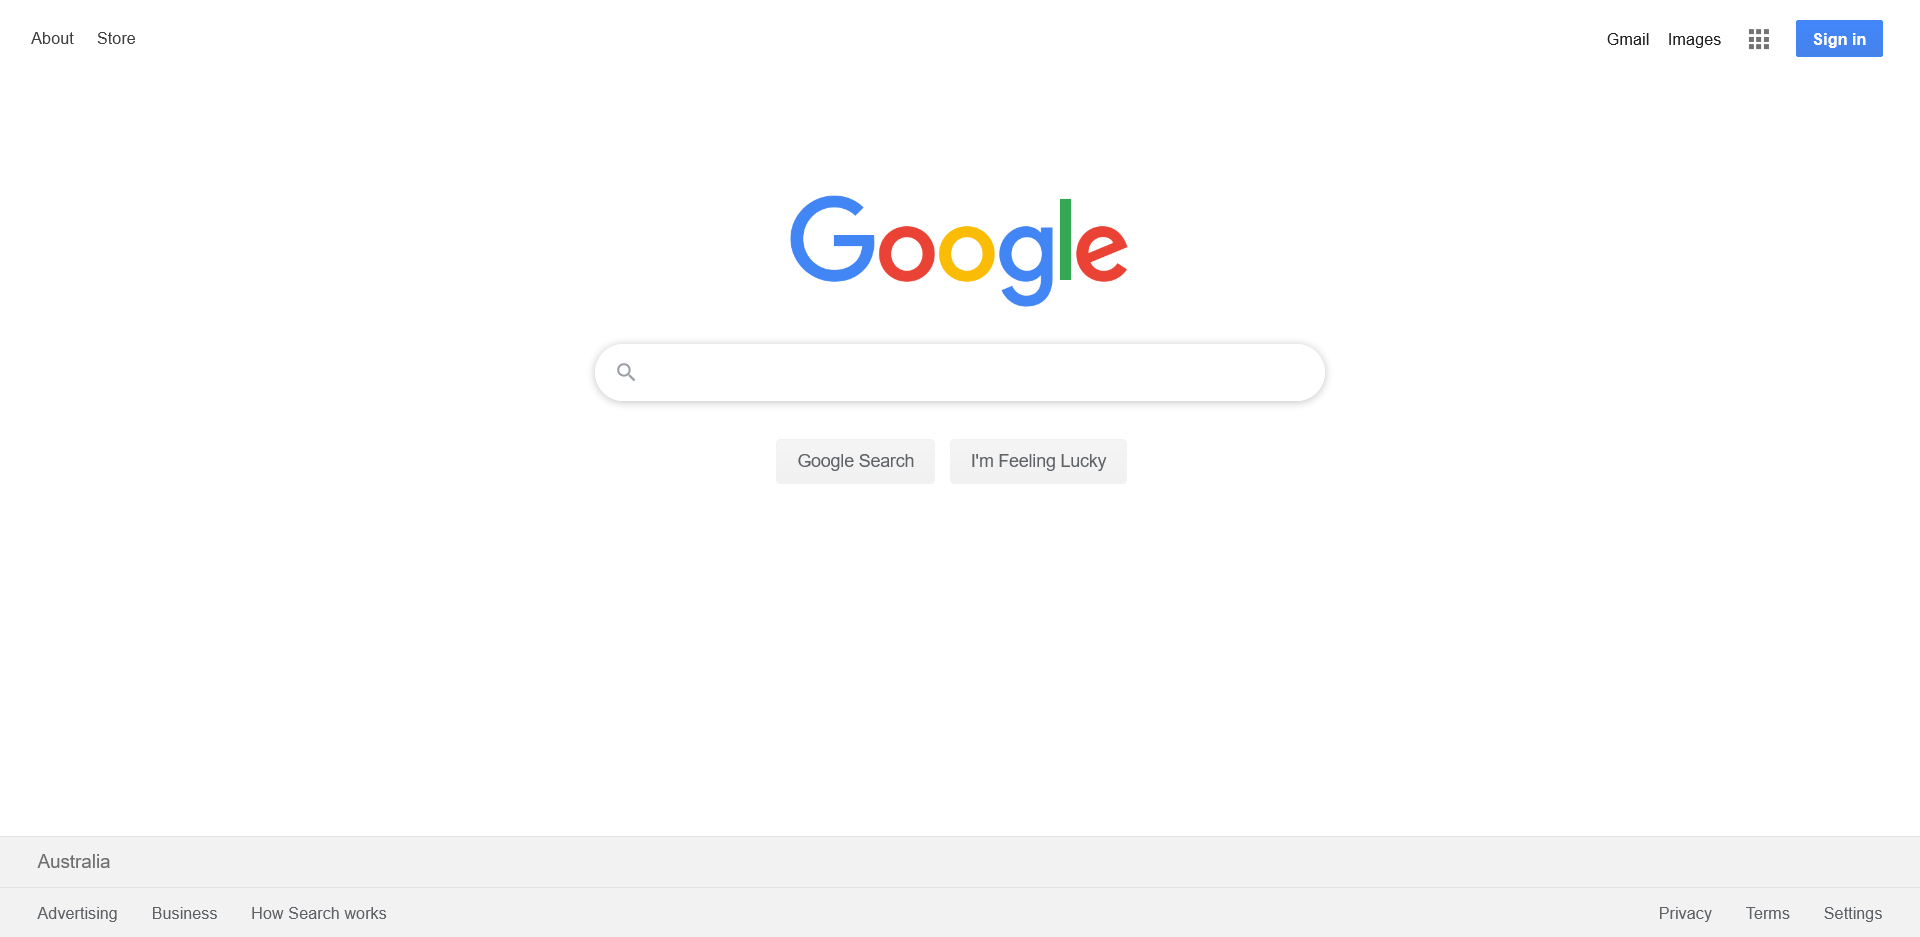 About Store Gmail Images Sign in
Google
Google Search I'm Feeling Lucky
Australia
Advertising Business How Search works Privacy Terms Settings